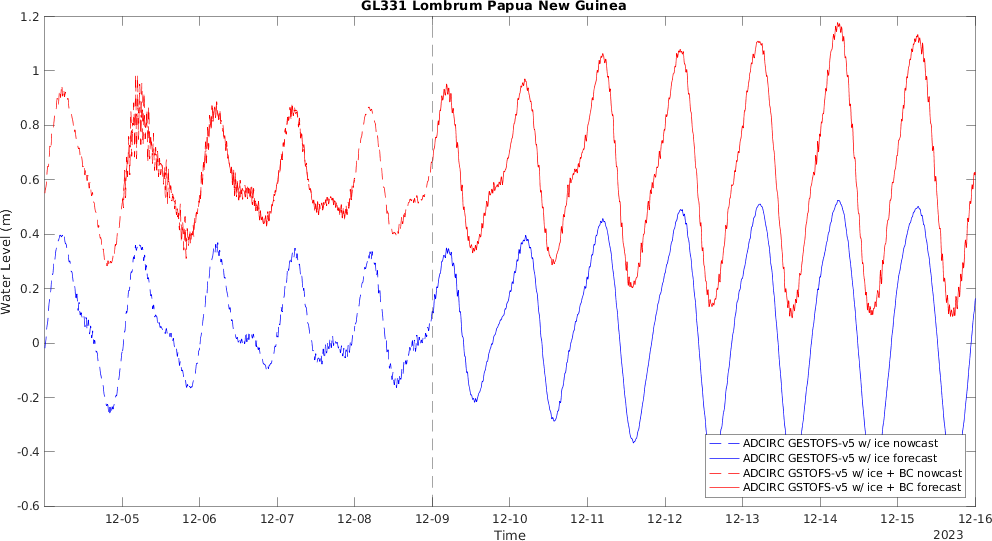 GL331 Lombrum Papua New Guinea
Water Level (m)
1.2
1
0.8
0.6
0.4
0.2
0
-0.2
-0.4
-0.6
ADCIRC GESTOFS-v5 w/ ice nowcast
ADCIRC GESTOFS-v5 w/ ice forecast
ADCIRC GSTOFS-v5 w/ ice + BC nowcast
ADCIRC GSTOFS-v5 w/ ice + BC forecast
12-05 12-06 12-07 12-08 12-09 12-10 12-11 12-12 12-13 12-14 12-15 12-16
Time
2023